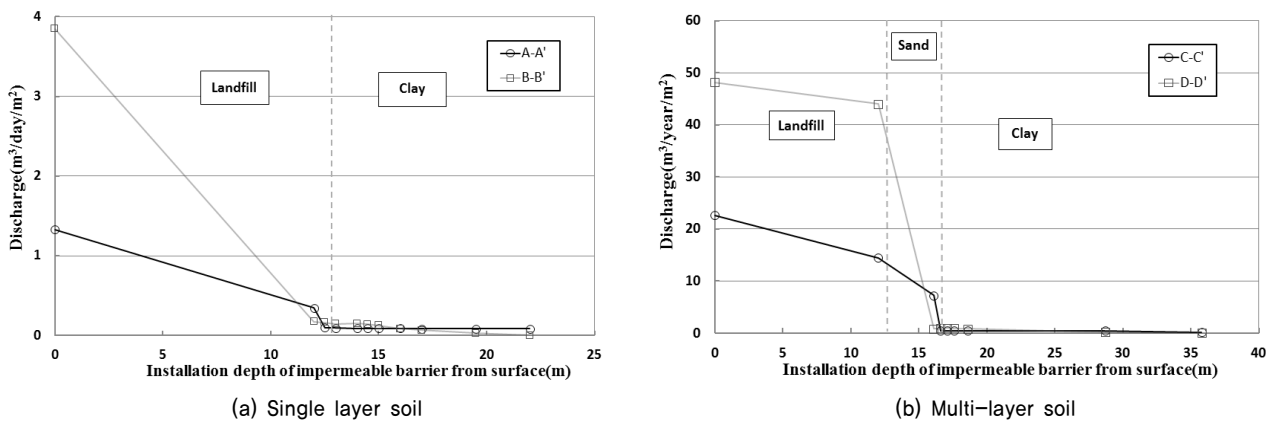 4
3
2
1
0
Discharge(m³/day/m²)
A-A'
B-B'
Landfill
Clay
0 5 10 15 20 25
Installation depth of impermeable barrier from surface(m)
(a) Single layer soil
60
50
40
30
20
10
0
Discharge(m³/year/m²)
Sand
C-C'
D-D'
Landfill
Clay
0 5 10 15 20 25 30 35 40
Installation depth of impermeable barrier from surface(m)
(b) Multi-layer soil